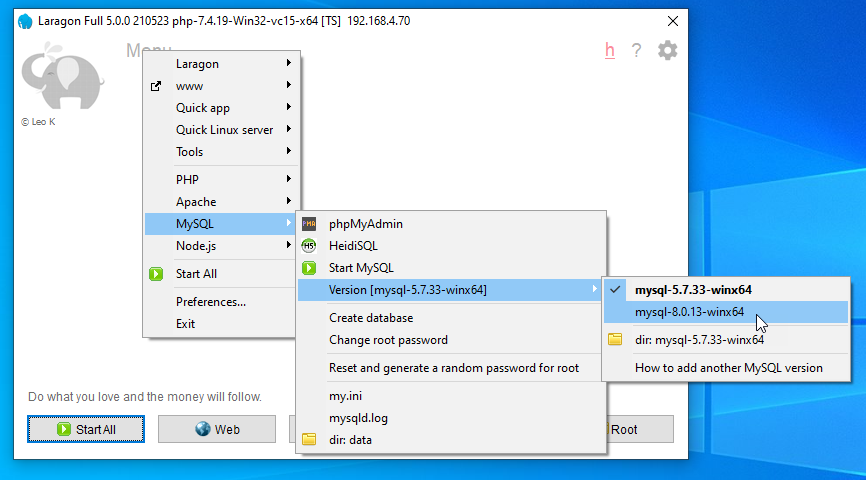 Laragon Full 5.0.0 210523 php-7.4.19-Win32-vc15-x64 [TS] 192.168.4.70
Menu
h ?
© Leo K
Laragon
www
Quick app
Quick Linux server
Tools
PHP
Apache
MySQL
Node.js
Start All
Preferences...
Exit
PMA phpMyAdmin
HS HeidiSQL
Start MySQL
Version [mysql-5.7.33-winx64]
Create database
Change root password
Reset and generate a random password for root
my.ini
mysqld.log
dir: data
mysql-5.7.33-winx64
mysql-8.0.13-winx64
dir: mysql-5.7.33-winx64
How to add another MySQL version
Do what you love and the money will follow.
Start All
Web
Root